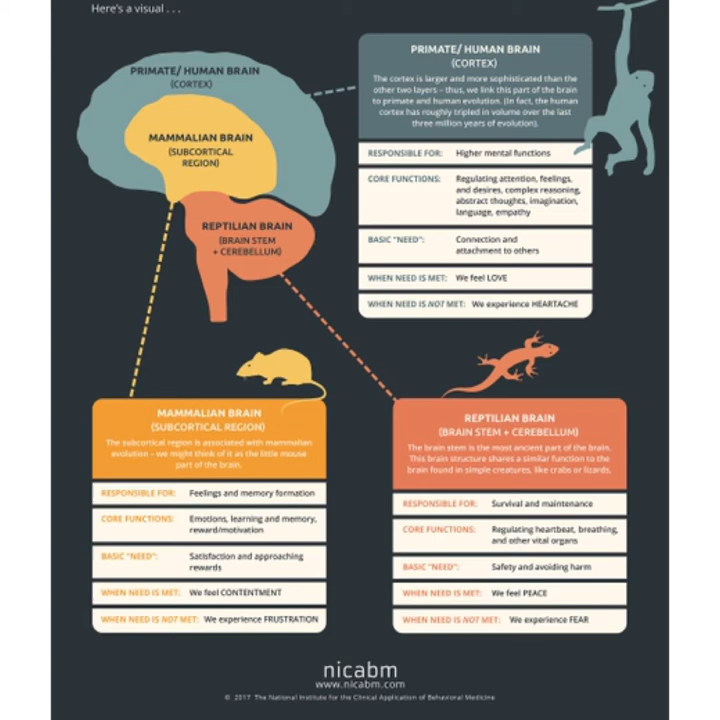 Here's a visual . . .
PRIMATE/ HUMAN BRAIN
(CORTEX)
MAMMALIAN BRAIN
(SUBCORTICAL
REGION)
REPTILIAN BRAIN
(BRAIN STEM
+ CEREBELLUM)
PRIMATE/ HUMAN BRAIN
(CORTEX)
The cortex is larger and more sophisticated than the
other two layers – thus, we link this part of the brain
to primate and human evolution. (In fact, the human
cortex has roughly tripled in volume over the last
three million years of evolution).
RESPONSIBLE FOR: Higher mental functions
CORE FUNCTIONS: Regulating attention, feelings,
and desires, complex reasoning,
abstract thoughts, imagination,
language, empathy
BASIC "NEED": Connection and
attachment to others
WHEN NEED IS MET: We feel LOVE
WHEN NEED IS NOT MET: We experience HEARTACHE
MAMMALIAN BRAIN
(SUBCORTICAL REGION)
The subcortical region is associated with mammalian
evolution – we might think of it as the little mouse
part of the brain.
RESPONSIBLE FOR: Feelings and memory formation
CORE FUNCTIONS: Emotions, learning and memory,
reward/motivation
BASIC "NEED": Satisfaction and approaching
rewards
WHEN NEED IS MET: We feel CONTENTMENT
WHEN NEED IS NOT MET: We experience FRUSTRATION
REPTILIAN BRAIN
(BRAIN STEM + CEREBELLUM)
The brain stem is the most ancient part of the brain.
This brain structure shares a similar function to the
brain found in simple creatures, like crabs or lizards.
RESPONSIBLE FOR: Survival and maintenance
CORE FUNCTIONS: Regulating heartbeat, breathing,
and other vital organs
BASIC "NEED": Safety and avoiding harm
WHEN NEED IS MET: We feel PEACE
WHEN NEED IS NOT MET: We experience FEAR
nicabm
www.nicabm.com
© 2017 The National Institute for the Clinical Application of Behavioral Medicine